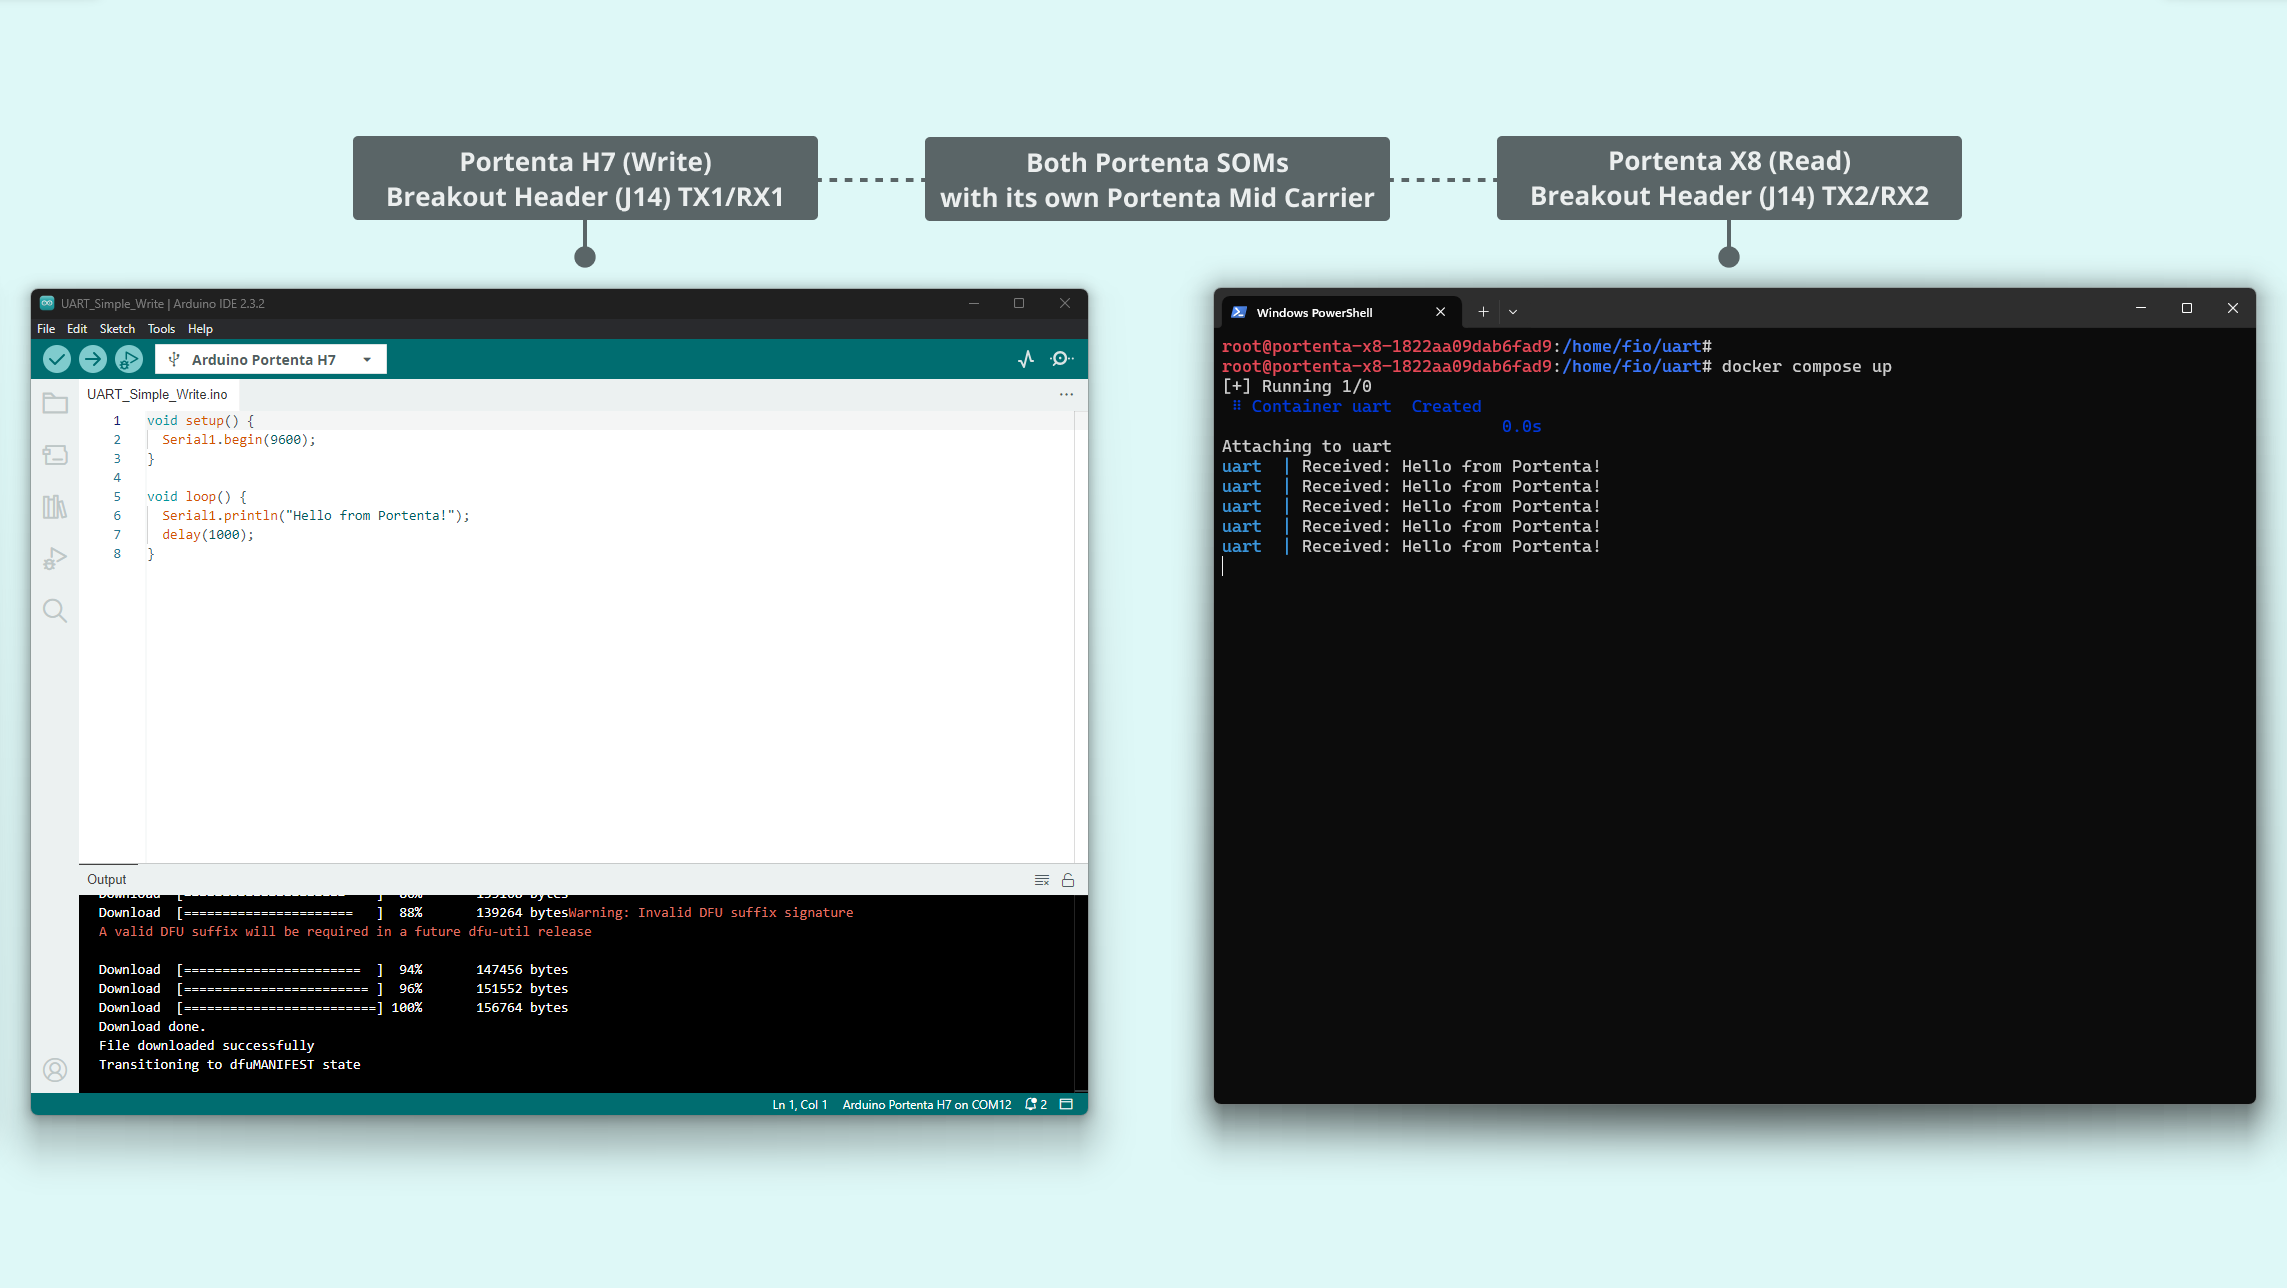 Portenta H7 (Write)
Breakout Header (J14) TX1/RX1
Both Portenta SOMs
with its own Portenta Mid Carrier
Portenta X8 (Read)
Breakout Header (J14) TX2/RX2
UART_Simple_Write | Arduino IDE 2.3.2
File Edit Sketch Tools Help
Arduino Portenta H7
UART_Simple_Write.ino
1 void setup() {
2 Serial1.begin(9600);
3 }
4
5 void loop() {
6 Serial1.println("Hello from Portenta!");
7 delay(1000);
8 }
Output
Download [====================== ] 88% 139264 bytesWarning: Invalid DFU suffix signature
A valid DFU suffix will be required in a future dfu-util release
Download [======================= ] 94% 147456 bytes
Download [======================== ] 96% 151552 bytes
Download [=========================] 100% 156764 bytes
Download done.
File downloaded successfully
Transitioning to dfuMANIFEST state
Ln 1, Col 1 Arduino Portenta H7 on COM12 2
Windows PowerShell
root@portenta-x8-1822aa09dab6fad9:/home/fio/uart#
root@portenta-x8-1822aa09dab6fad9:/home/fio/uart# docker compose up
[+] Running 1/0
⠿ Container uart Created
0.0s
Attaching to uart
uart | Received: Hello from Portenta!
uart | Received: Hello from Portenta!
uart | Received: Hello from Portenta!
uart | Received: Hello from Portenta!
uart | Received: Hello from Portenta!